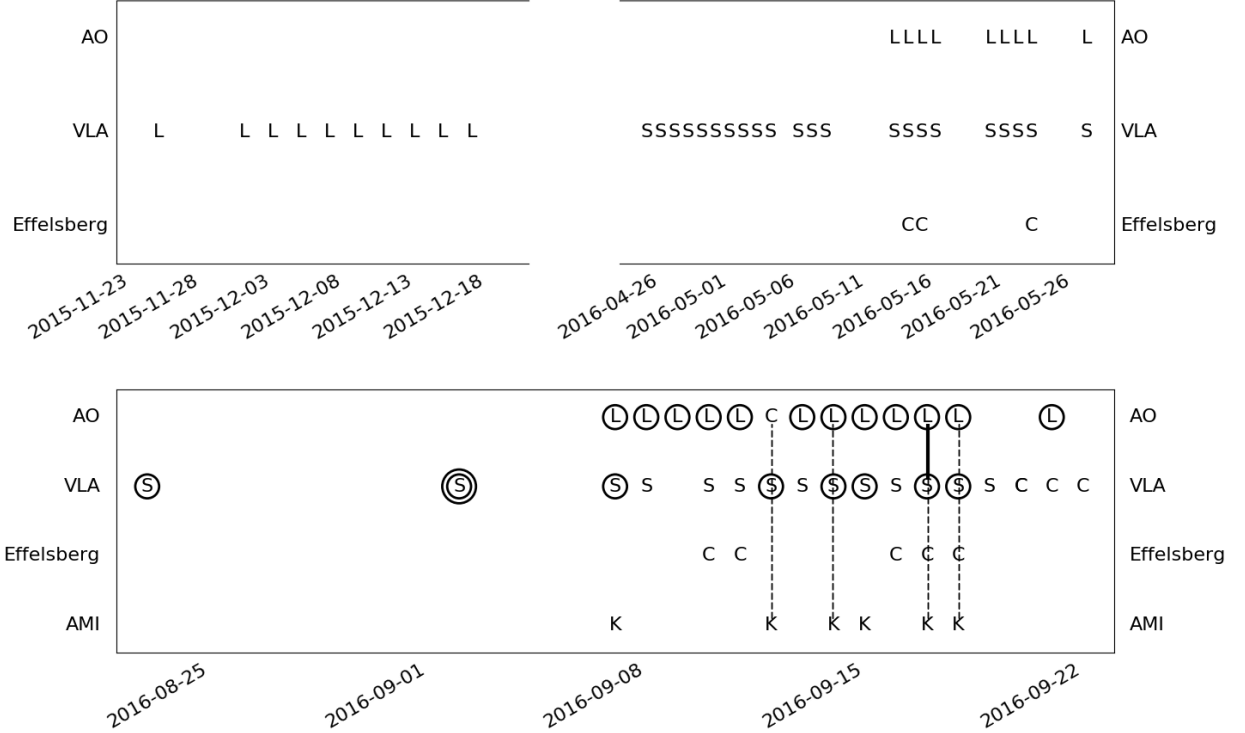 AO LLLL LLLL L AO
VLA L L L L L L L L L L SSSSSSSSSS SSS SSSS SSSS S VLA
Effelsberg CC C Effelsberg
2015-11-23 2015-11-28 2015-12-03 2015-12-08 2015-12-13 2015-12-18 2016-04-26 2016-05-01 2016-05-06 2016-05-11 2016-05-16 2016-05-21 2016-05-26
AO L L L L L C L L L L L L L AO
VLA S S S S S S S S S S S S S S C C C VLA
Effelsberg C C C C C Effelsberg
AMI K K K K K K AMI
2016-08-25 2016-09-01 2016-09-08 2016-09-15 2016-09-22